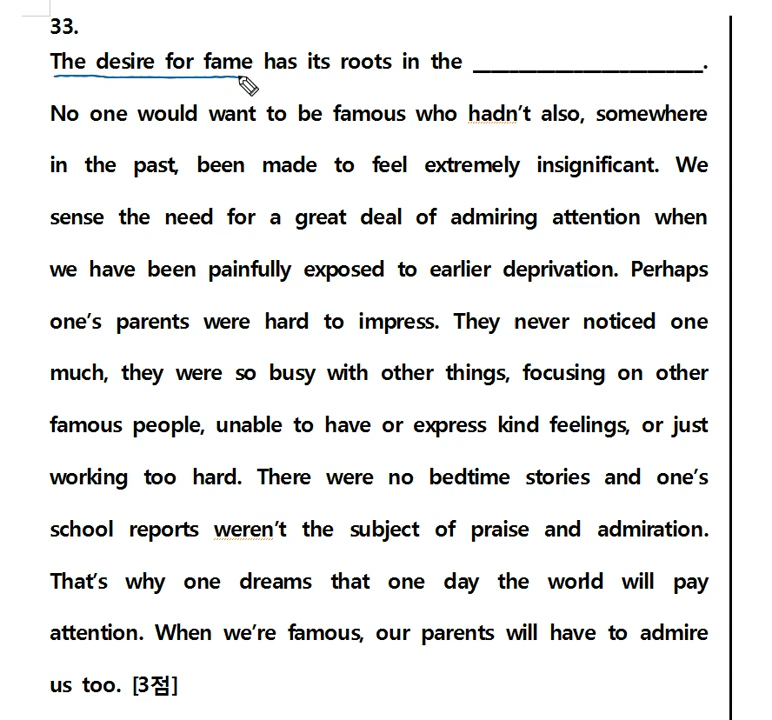 33.
The desire for fame has its roots in the ____________________.
No one would want to be famous who hadn't also, somewhere
in the past, been made to feel extremely insignificant. We
sense the need for a great deal of admiring attention when
we have been painfully exposed to earlier deprivation. Perhaps
one's parents were hard to impress. They never noticed one
much, they were so busy with other things, focusing on other
famous people, unable to have or express kind feelings, or just
working too hard. There were no bedtime stories and one's
school reports weren't the subject of praise and admiration.
That's why one dreams that one day the world will pay
attention. When we're famous, our parents will have to admire
us too. [3점]